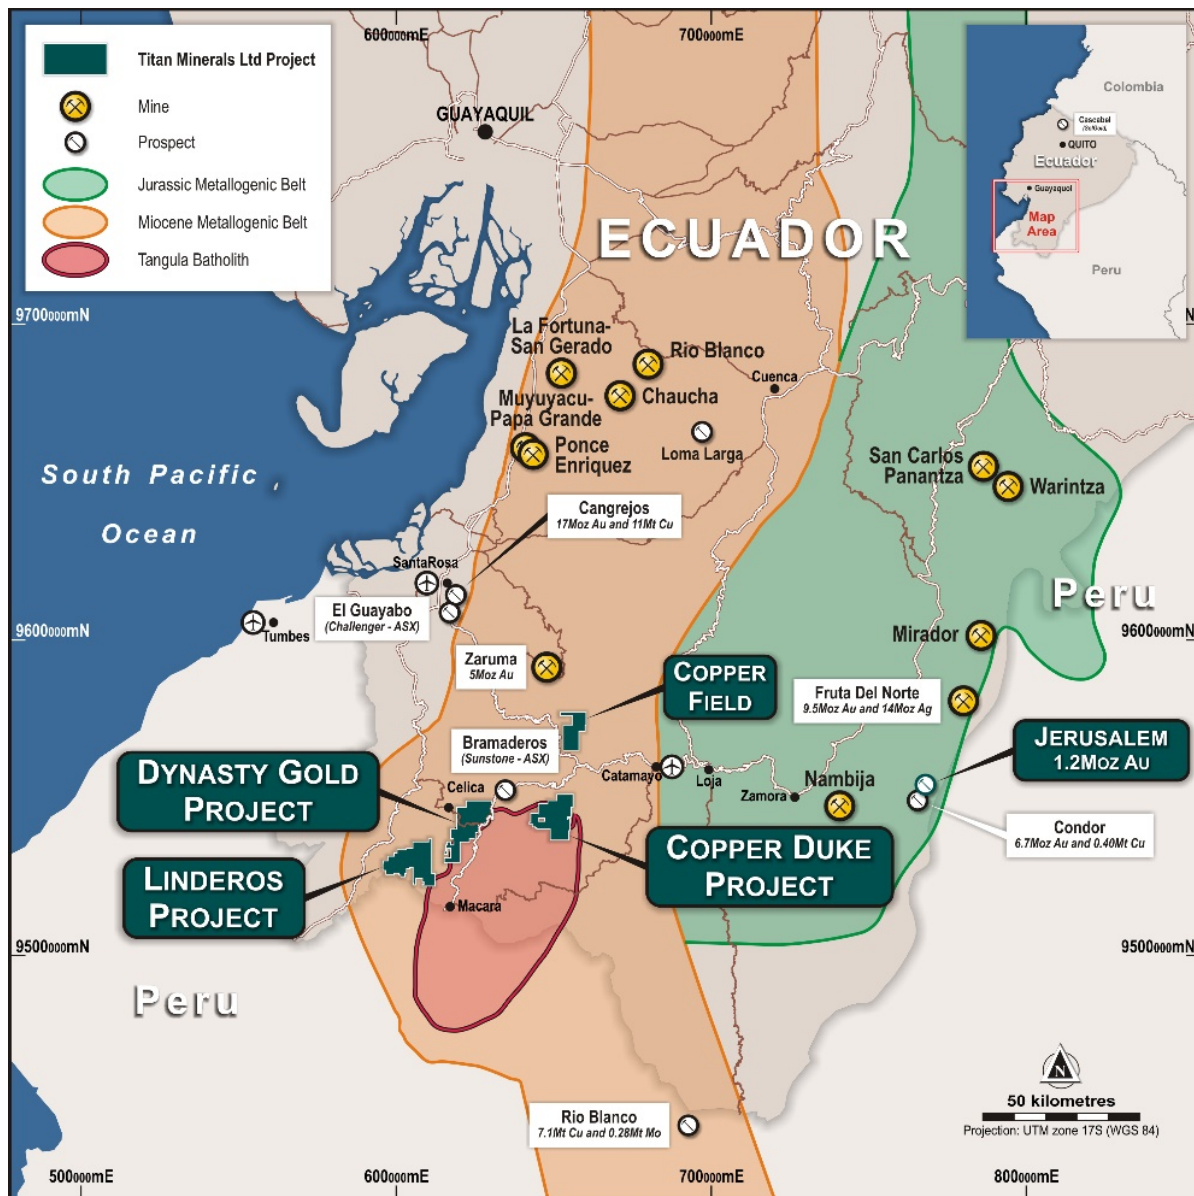 600000mE
700000mE
Titan Minerals Ltd Project
Mine
Prospect
Jurassic Metallogenic Belt
Miocene Metallogenic Belt
Tangula Batholith
GUAYAQUIL
ECUADOR
Colombia
Cascabel
(SolGold)
QUITO
Ecuador
Guayaquil
Map
Area
Peru
9700000mN
N
La Fortuna-
San Gerado
Rio Blanco
Cuenca
Chaucha
Muyuyacu-
Papa Grande
Ponce
Enriquez
Loma Larga
San Carlos
Panantza
Warintza
South Pacific
Ocean
Cangrejos
17Moz Au and 11Mt Cu
SantaRosa
El Guayabo
(Challenger - ASX)
Tumbes
Peru
9600000mN
9600000mN
Mirador
Zaruma
5Moz Au
COPPER
FIELD
Fruta Del Norte
9.5Moz Au and 14Moz Ag
Bramaderos
(Sunstone - ASX)
JERUSALEM
1.2MOZ AU
DYNASTY GOLD
PROJECT
Celica
Catamayo
Loja
Zamora
Nambija
Condor
6.7Moz Au and 0.40Mt Cu
LINDEROS
PROJECT
COPPER DUKE
PROJECT
Macará
9500000mN
9500000mN
Peru
N
50 kilometres
Projection: UTM zone 17S (WGS 84)
Rio Blanco
7.1Mt Cu and 0.28Mt Mo
500000mE
600000mE
700000mE
800000mE